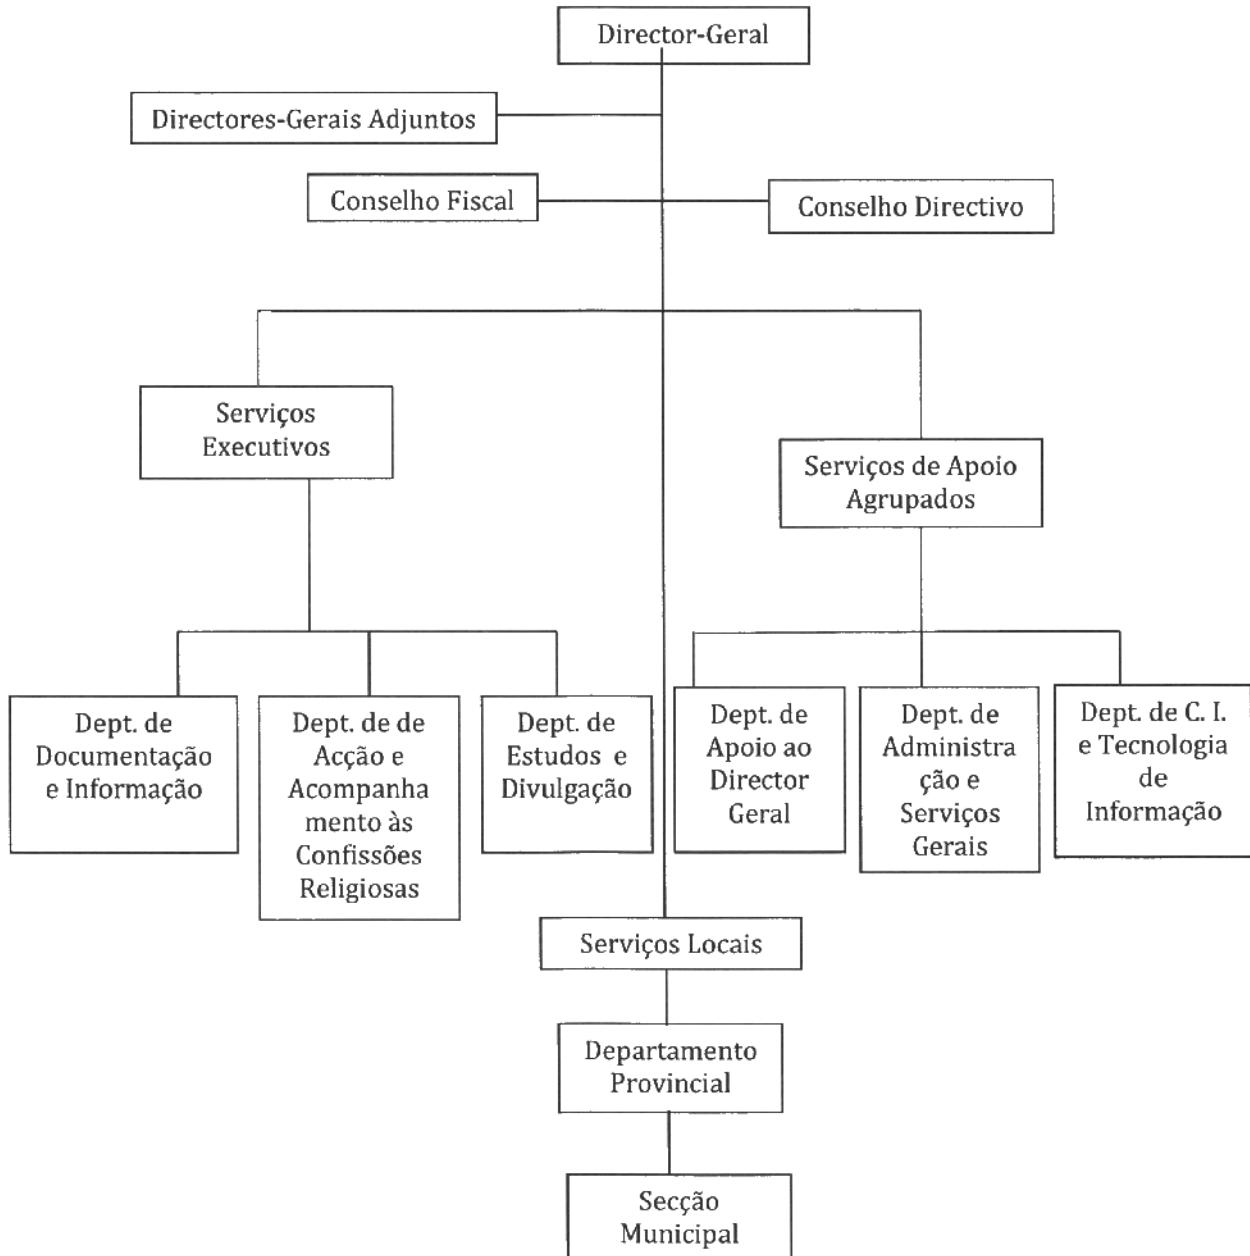 Director-Geral
Directores-Gerais Adjuntos
Conselho Fiscal
Conselho Directivo
Serviços
Executivos
Serviços de Apoio
Agrupados
Dept. de
Documentação
e Informação
Dept. de de
Acção e
Acompanha
mento às
Confissões
Religiosas
Dept. de
Estudos e
Divulgação
Dept. de
Apoio ao
Director
Geral
Dept. de
Administra
ção e
Serviços
Gerais
Dept. de C. I.
e Tecnologia
de
Informação
Serviços Locais
Departamento
Provincial
Secção
Municipal